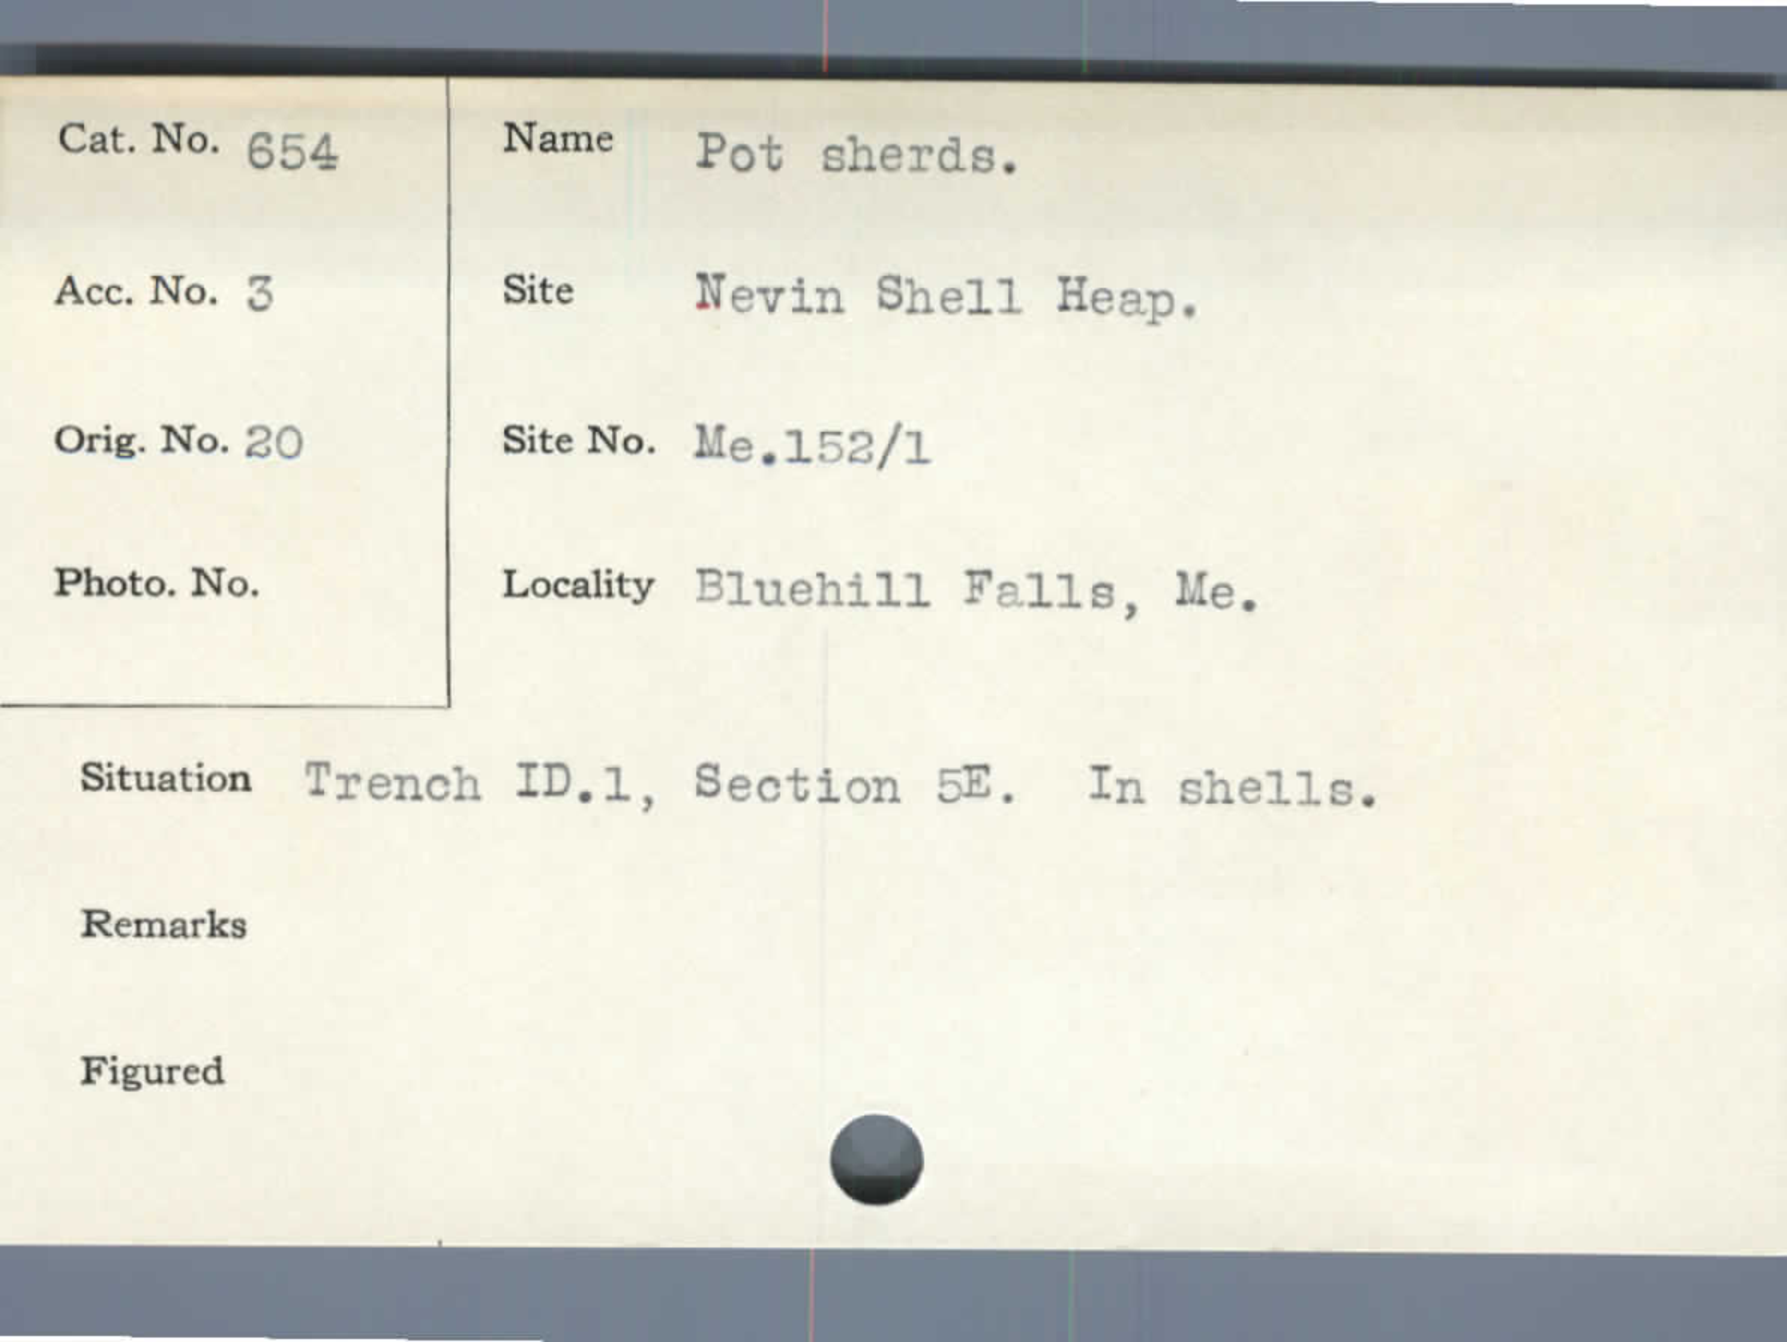 Cat. No. 654
Name Pot sherds.
Acc. No. 3
Site Nevin Shell Heap.
Orig. No. 20
Site No. Me.152/1
Photo. No.
Locality Bluehill Falls, Me.
Situation Trench ID.1, Section 5E. In shells.
Remarks
Figured